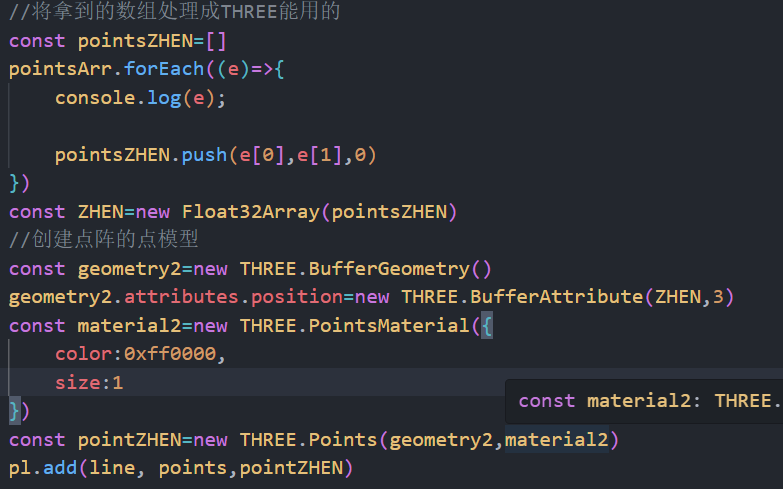 //将拿到的数组处理成THREE能用的
const pointsZHEN=[]
pointsArr.forEach((e)=>{
    console.log(e);

    pointsZHEN.push(e[0],e[1],0)
})
const ZHEN=new Float32Array(pointsZHEN)
//创建点阵的点模型
const geometry2=new THREE.BufferGeometry()
geometry2.attributes.position=new THREE.BufferAttribute(ZHEN,3)
const material2=new THREE.PointsMaterial({
    color:0xff0000,
    size:1
const material2: THREE.
})
const pointZHEN=new THREE.Points(geometry2,material2)
pl.add(line, points,pointZHEN)